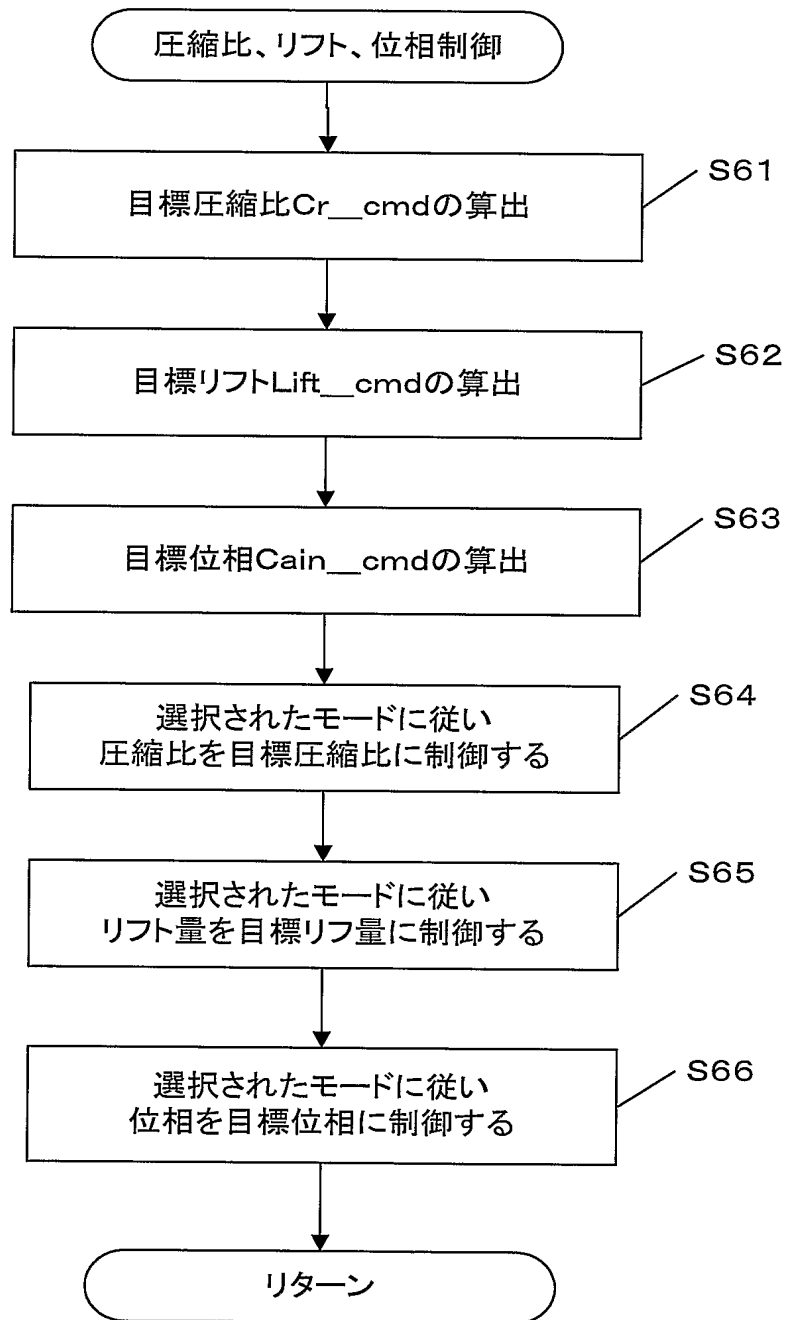 圧縮比、リフト、位相制御
目標圧縮比Cr__cmdの算出
S61
目標リフトLift__cmdの算出
S62
目標位相Cain__cmdの算出
S63
選択されたモードに従い
圧縮比を目標圧縮比に制御する
S64
選択されたモードに従い
リフト量を目標リフ量に制御する
S65
選択されたモードに従い
位相を目標位相に制御する
S66
リターン